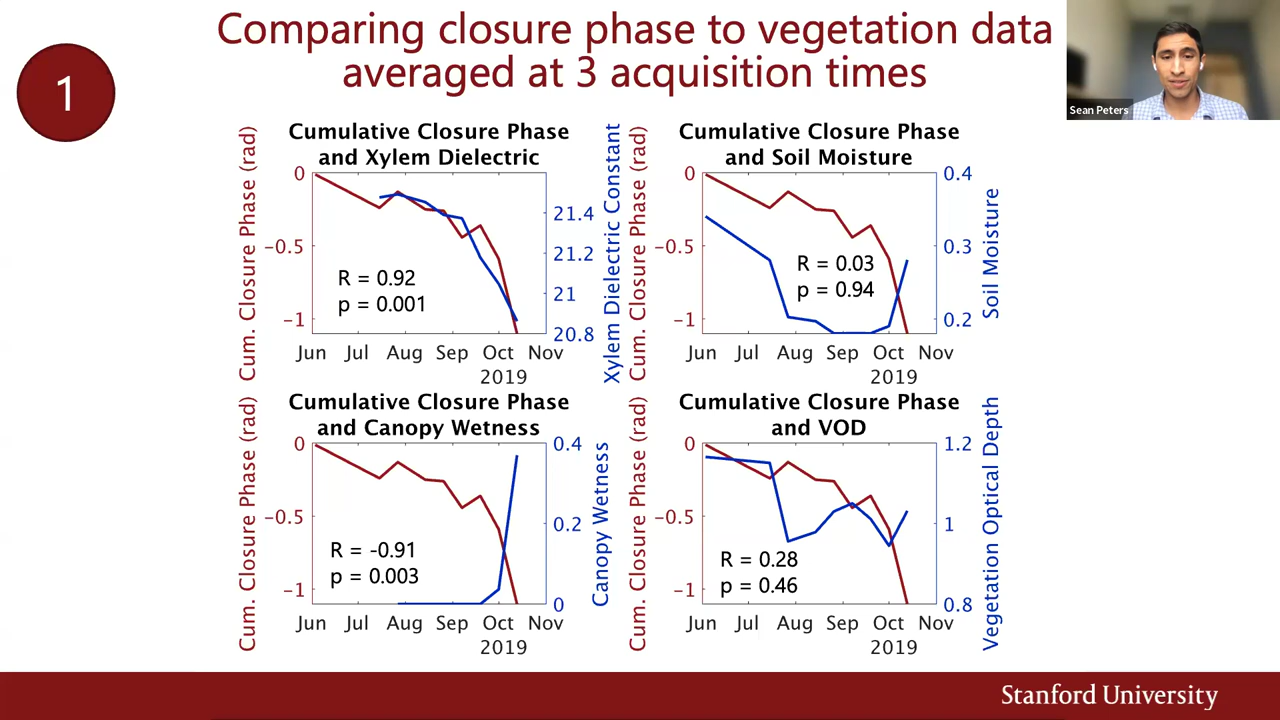 Comparing closure phase to vegetation data
averaged at 3 acquisition times
1
Sean Peters
Cumulative Closure Phase
and Xylem Dielectric
Cum. Closure Phase (rad)
0
-0.5
-1
R = 0.92
p = 0.001
21.4
21.2
21
20.8
Xylem Dielectric Constant
Jun Jul Aug Sep Oct Nov
2019
Cumulative Closure Phase
and Soil Moisture
Cum. Closure Phase (rad)
0
-0.5
-1
R = 0.03
p = 0.94
0.4
0.3
0.2
Soil Moisture
Jun Jul Aug Sep Oct Nov
2019
Cumulative Closure Phase
and Canopy Wetness
Cum. Closure Phase (rad)
0
-0.5
-1
R = -0.91
p = 0.003
0.4
0.2
0
Canopy Wetness
Jun Jul Aug Sep Oct Nov
2019
Cumulative Closure Phase
and VOD
Cum. Closure Phase (rad)
0
-0.5
-1
R = 0.28
p = 0.46
1.2
1
0.8
Vegetation Optical Depth
Jun Jul Aug Sep Oct Nov
2019
Stanford University